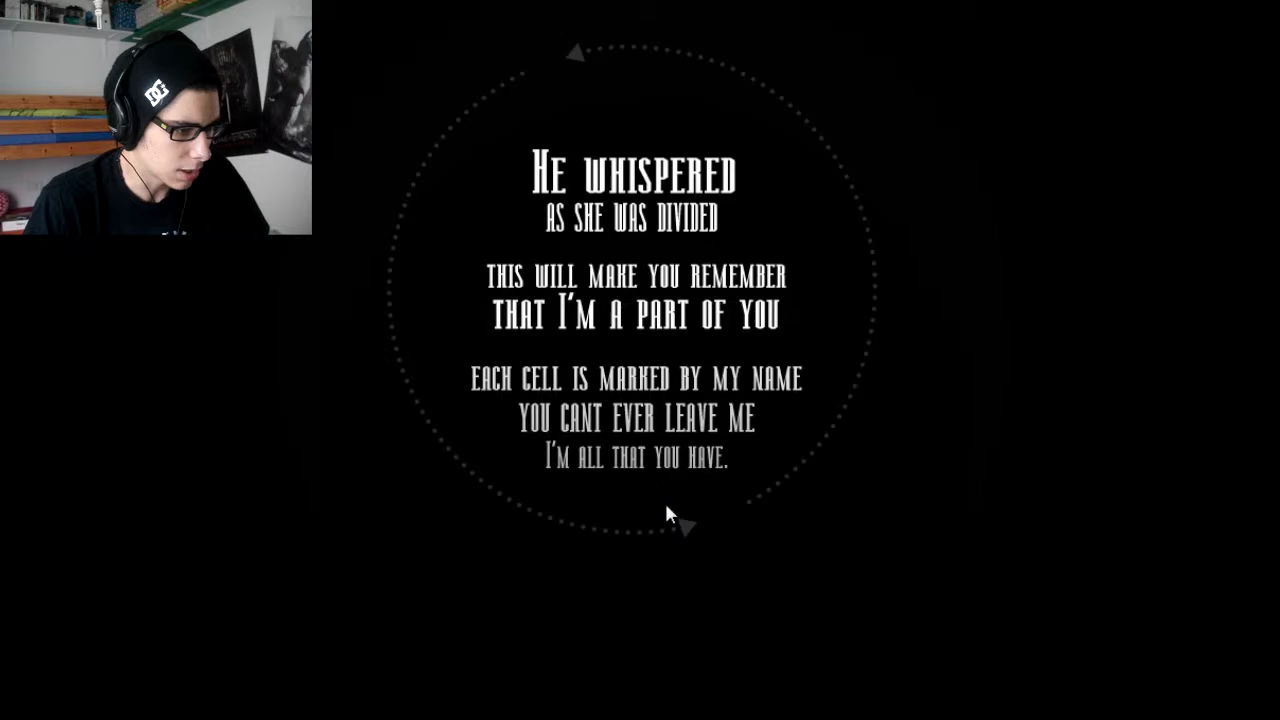 DC
HE WHISPERED
AS SHE WAS DIVIDED
THIS WILL MAKE YOU REMEMBER
THAT I'M A PART OF YOU
EACH CELL IS MARKED BY MY NAME
YOU CANT EVER LEAVE ME
I'M ALL THAT YOU HAVE.